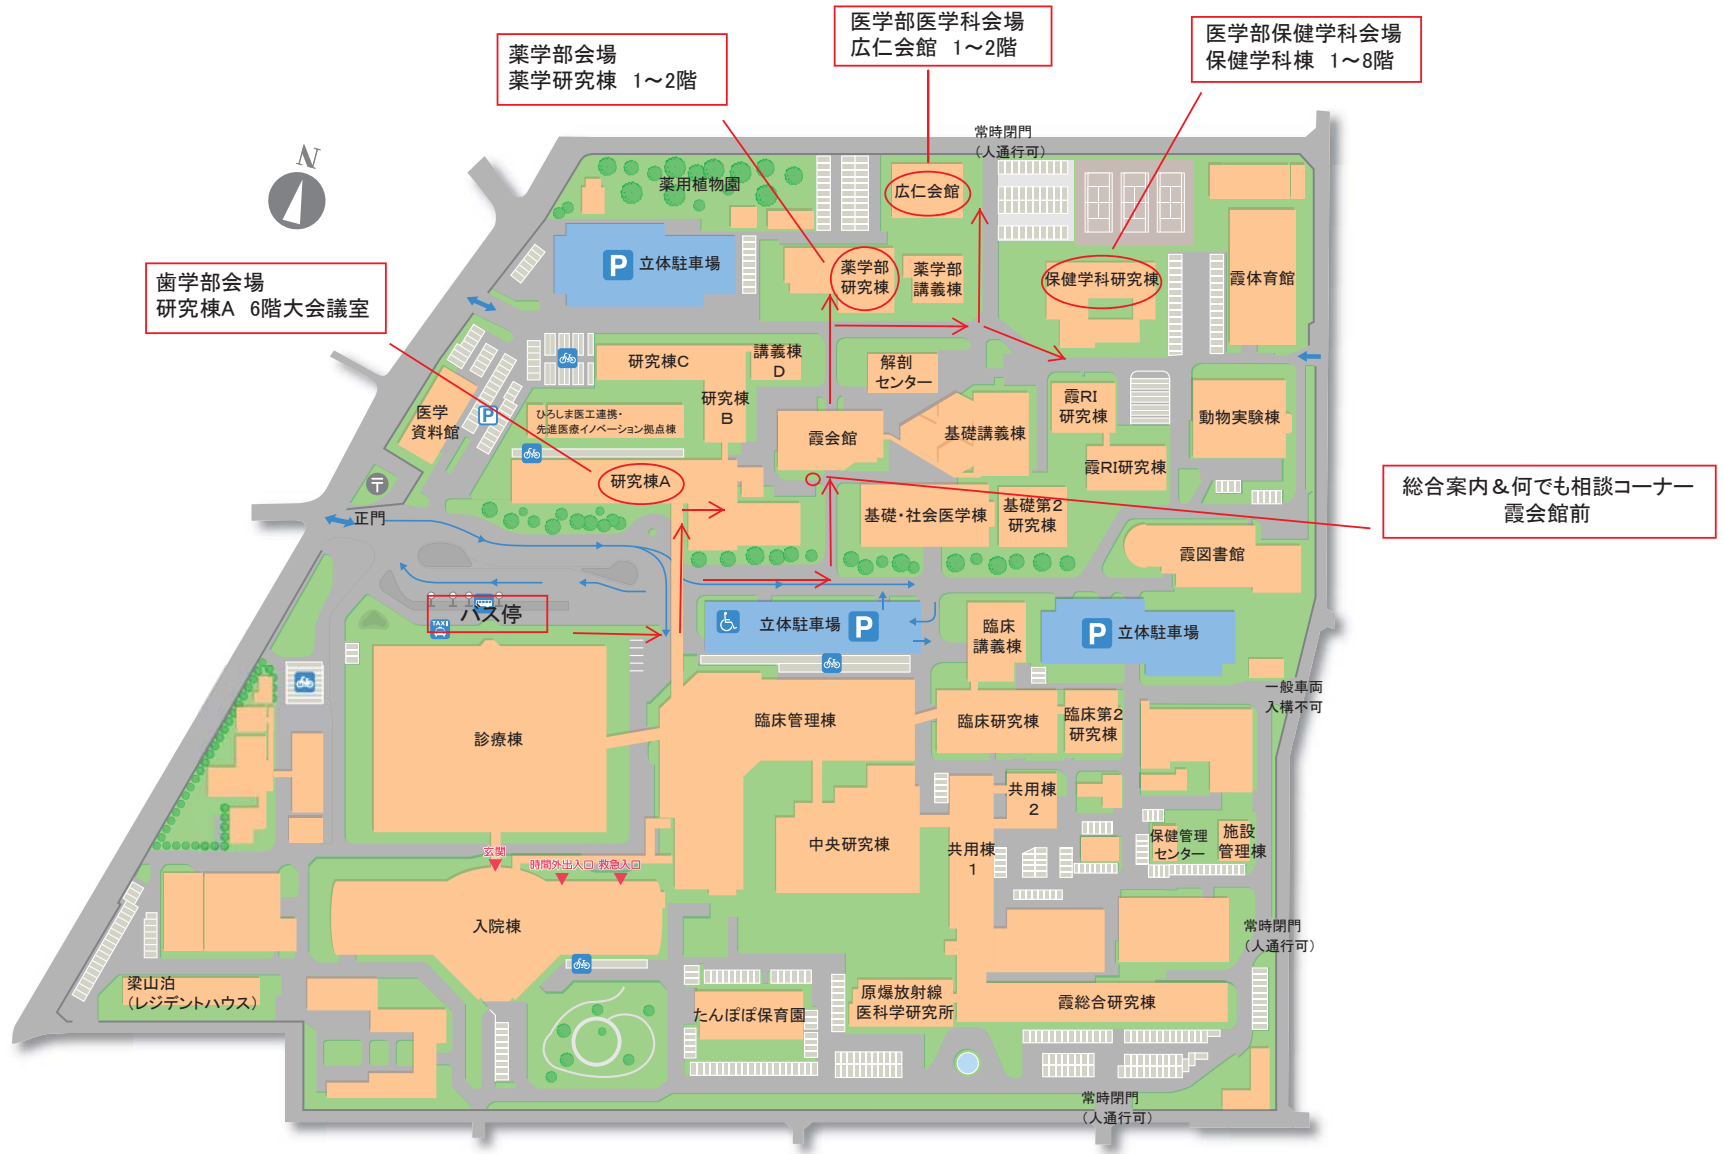 医学部医学科会場
広仁会館　1～2階
医学部保健学科会場
保健学科棟　1～8階
薬学部会場
薬学研究棟　1～2階
常時閉門
（人通行可）
N
薬用植物園
広仁会館
歯学部会場
研究棟A　6階大会議室
P
立体駐車場
薬学部
研究棟
薬学部
講義棟
保健学科研究棟
霞体育館
研究棟C
講義棟
D
解剖
センター
研究棟
B
医学
資料館
P
ひろしま医工連携・
先進医療イノベーション拠点棟
霞会館
基礎講義棟
霞RI
研究棟
動物実験棟
霞RI研究棟
研究棟A
〒
正門
基礎・社会医学棟
基礎第2
研究棟
総合案内＆何でも相談コーナー
霞会館前
霞図書館
バス停
TAXI
立体駐車場
P
臨床
講義棟
P
立体駐車場
一般車両
入構不可
診療棟
臨床管理棟
臨床研究棟
臨床第2
研究棟
共用棟
2
中央研究棟
共用棟
1
保健管理
センター
施設
管理棟
玄関
時間外出入口
救急入口
入院棟
常時閉門
（人通行可）
梁山泊
（レジデントハウス）
たんぽぽ保育園
原爆放射線
医科学研究所
霞総合研究棟
常時閉門
（人通行可）